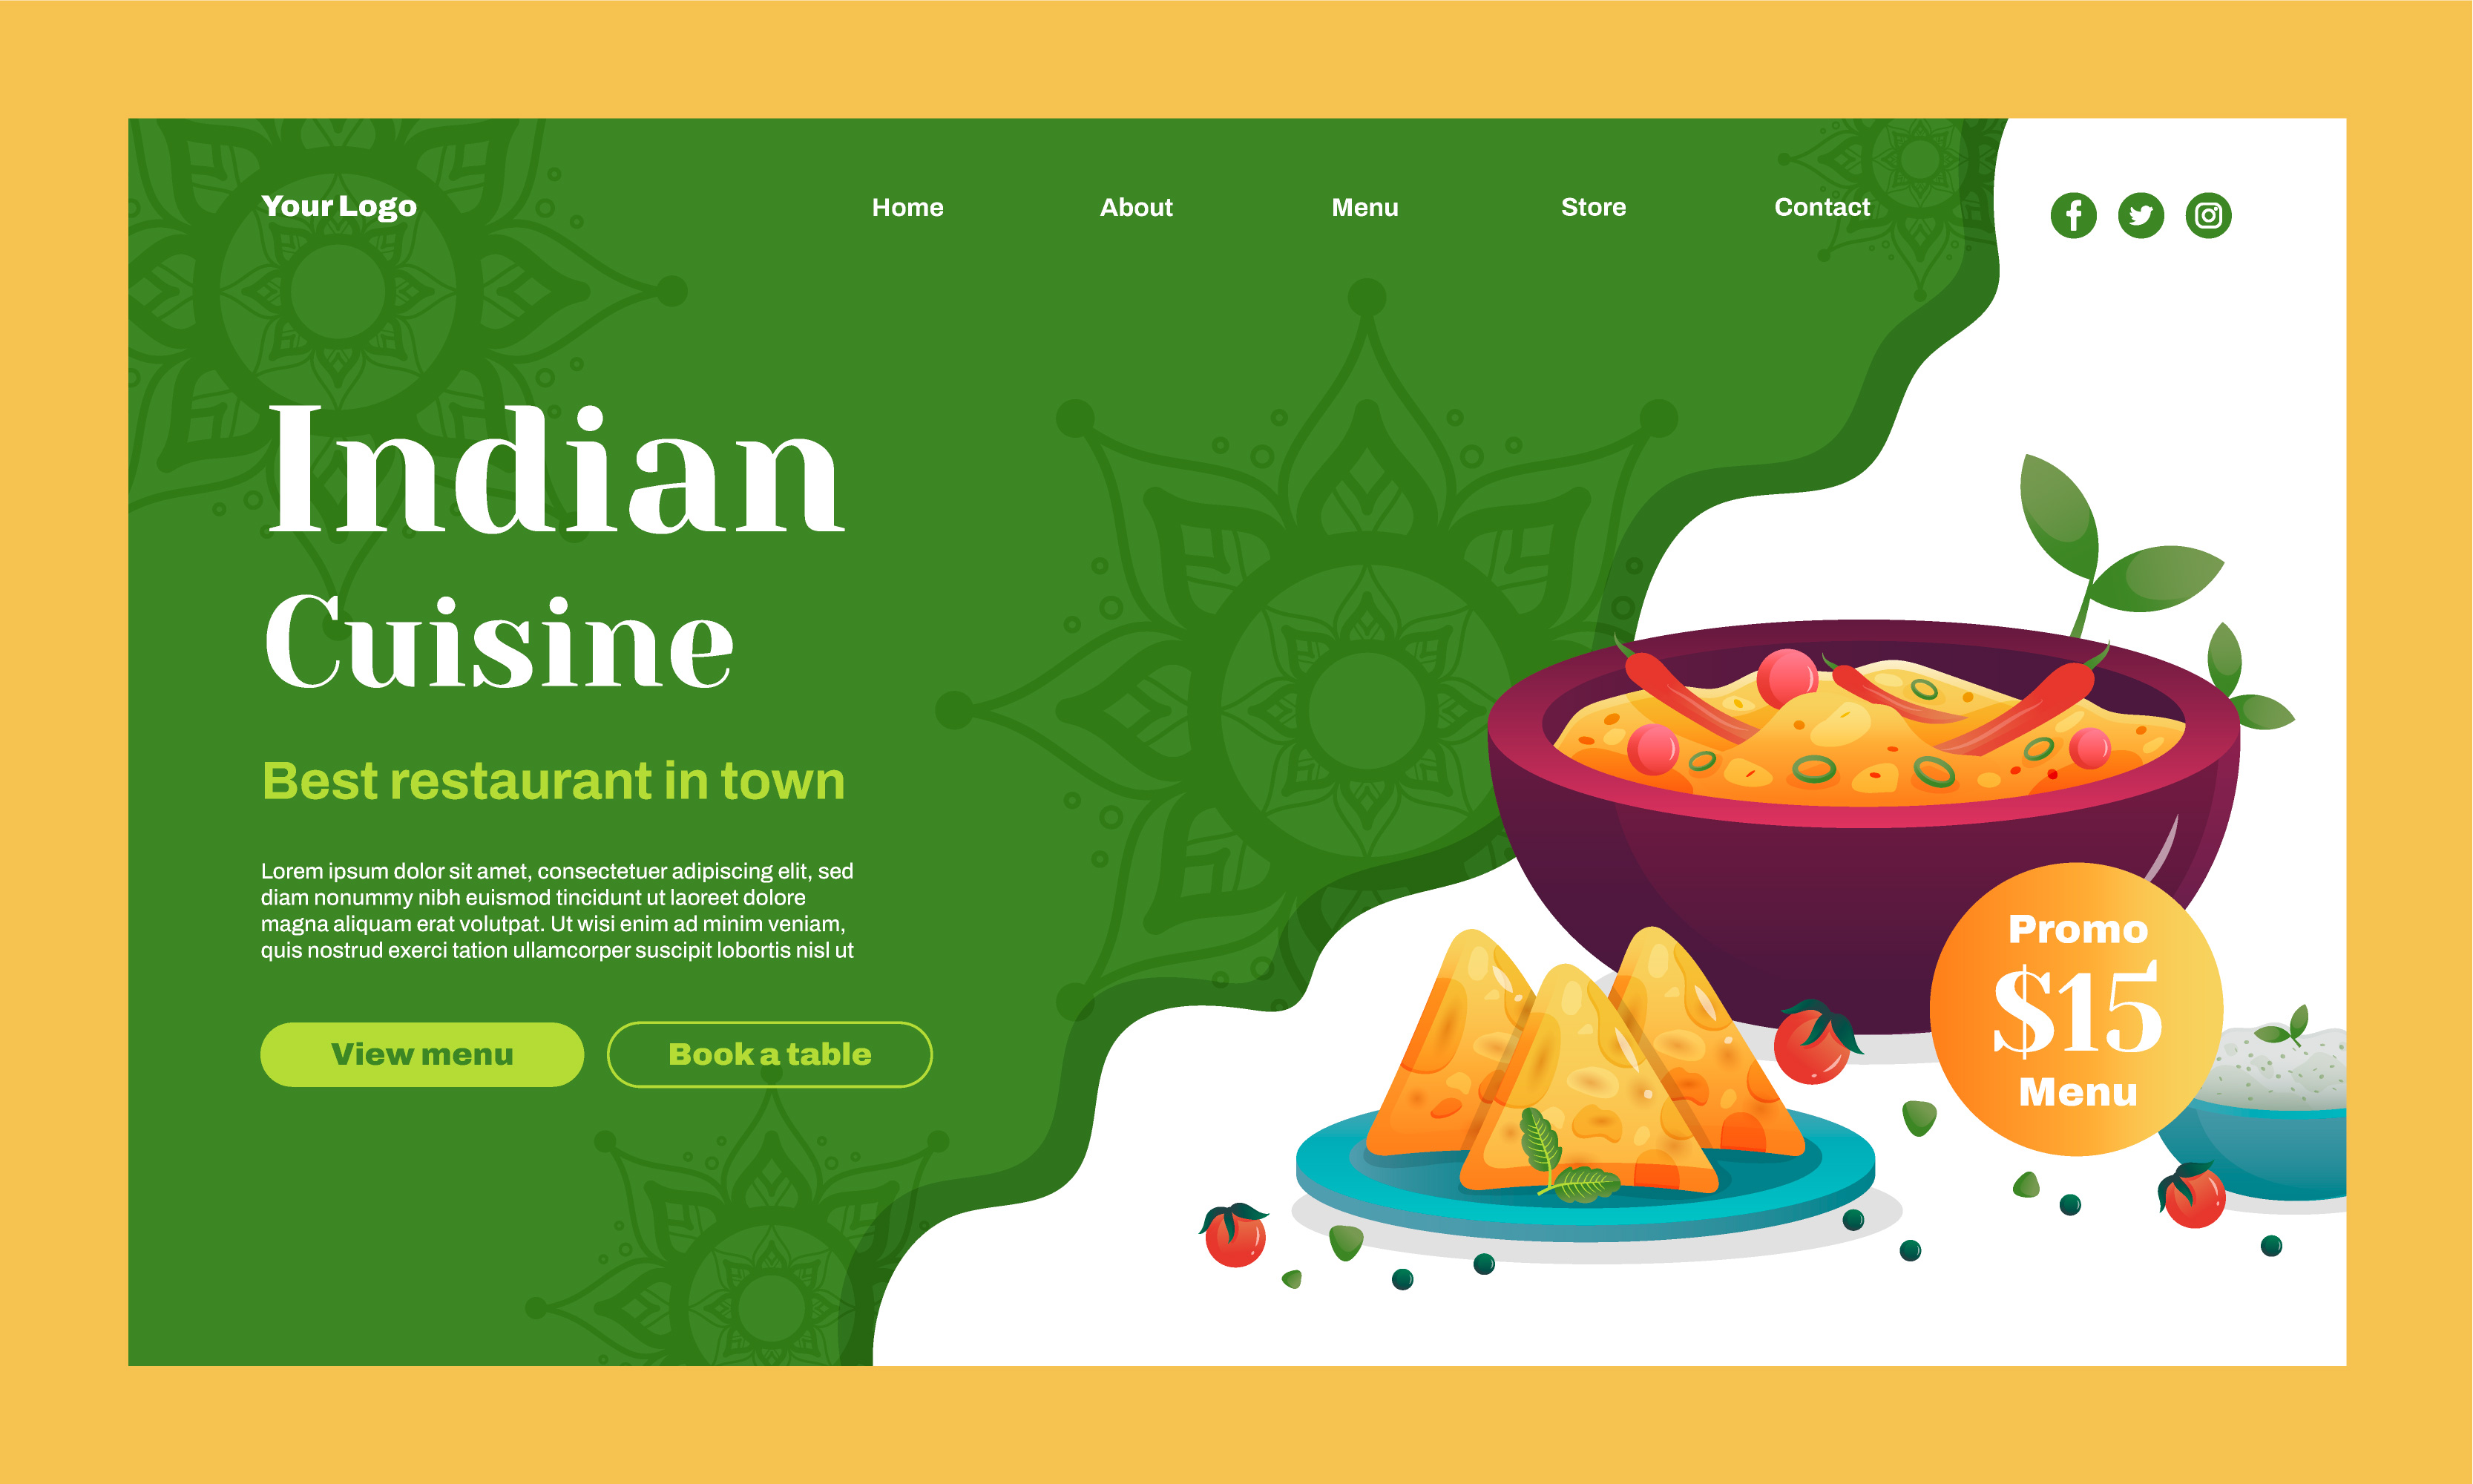 Your Logo
Home
About
Menu
Store
Contact
Indian
Cuisine
Best restaurant in town
Lorem ipsum dolor sit amet, consectetuer adipiscing elit, sed
diam nonummy nibh euismod tincidunt ut laoreet dolore
magna aliquam erat volutpat. Ut wisi enim ad minim veniam,
quis nostrud exerci tation ullamcorper suscipit lobortis nisl ut
View menu
Book a table
Promo
$15
Menu